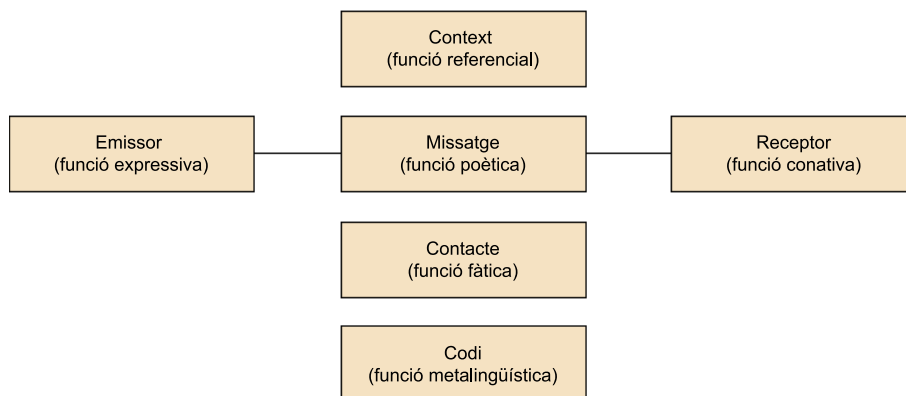 Context
(funció referencial)
Emissor
(funció expressiva)
Missatge
(funció poètica)
Receptor
(funció conativa)
Contacte
(funció fàtica)
Codi
(funció metalingüística)